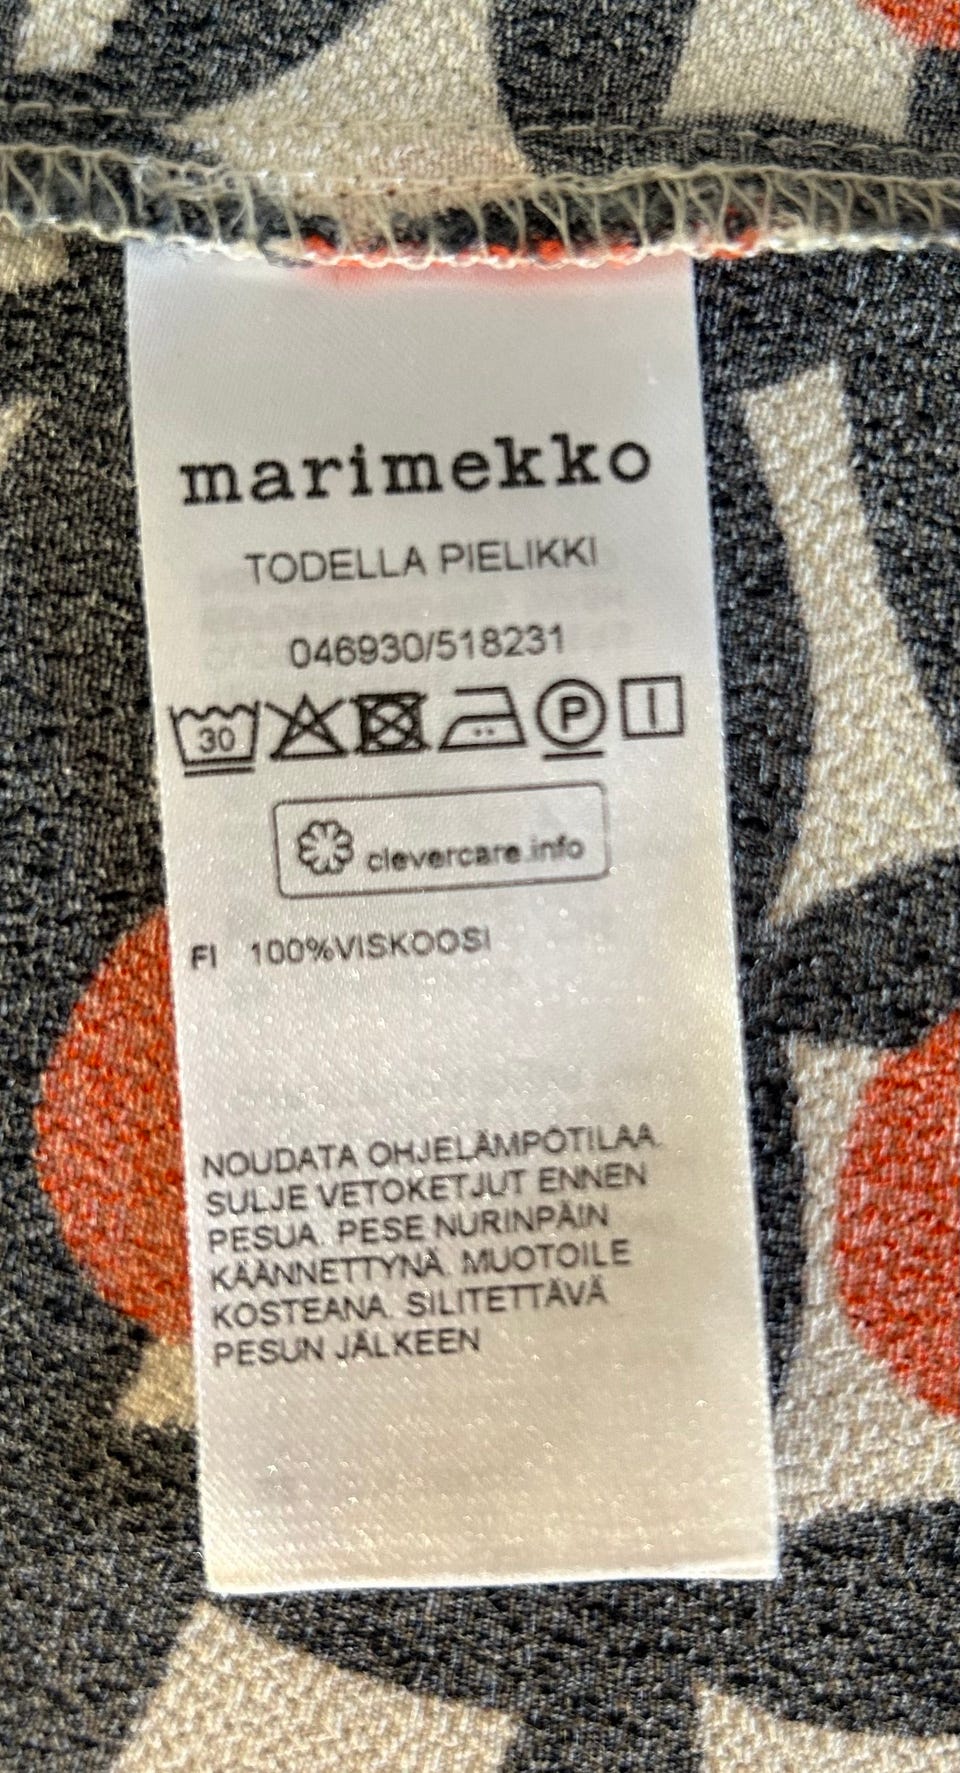 marimekko
TODELLA PIELIKKI
046930/518231
30 P
clevercare.info
FI 100%VISKOOSI
NOUDATA OHJELÄMPÖTILAA.
SULJE VETOKETJUT ENNEN
PESUA. PESE NURINPÄIN
KÄÄNNETTYNÄ. MUOTOILE
KOSTEANA. SILITETTÄVÄ
PESUN JÄLKEEN